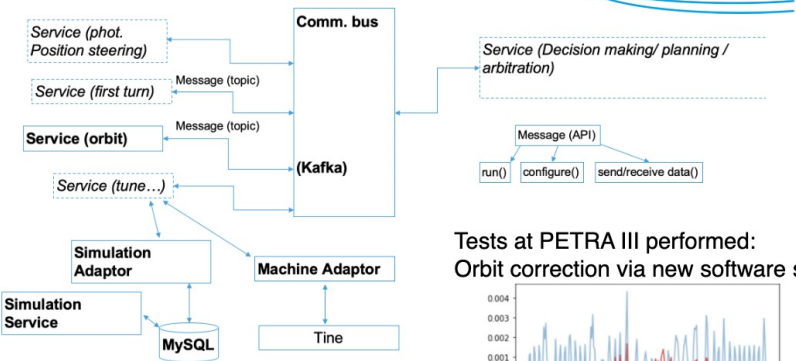 Comm. bus
Service (phot.
Position steering)
Service (Decision making/ planning /
arbitration)
Message (topic)
Service (first turn)
Message (topic)
Message (API)
Service (orbit)
(Kafka)
run()
configure()
send/receive data()
Service (tune…)
Tests at PETRA III performed:
Orbit correction via new software s
Simulation
Adaptor
Machine Adaptor
Simulation
Service
MySQL
Tine
0.004
0.003
0.002
0.001